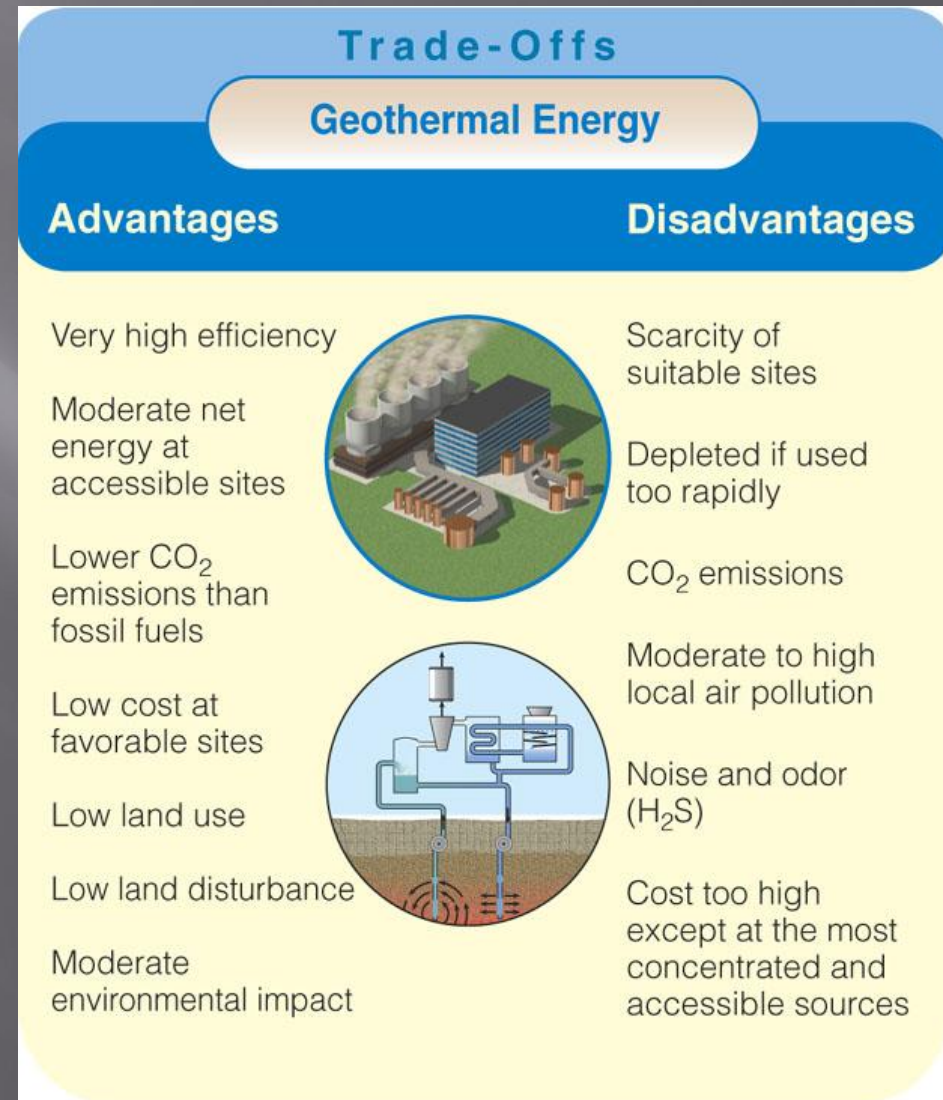 Trade-Offs
Geothermal Energy
Advantages
Very high efficiency
Moderate net
energy at
accessible sites
Lower CO₂
emissions than
fossil fuels
Low cost at
favorable sites
Low land use
Low land disturbance
Moderate
environmental impact
Disadvantages
Scarcity of
suitable sites
Depleted if used
too rapidly
CO₂ emissions
Moderate to high
local air pollution
Noise and odor
(H₂S)
Cost too high
except at the most
concentrated and
accessible sources